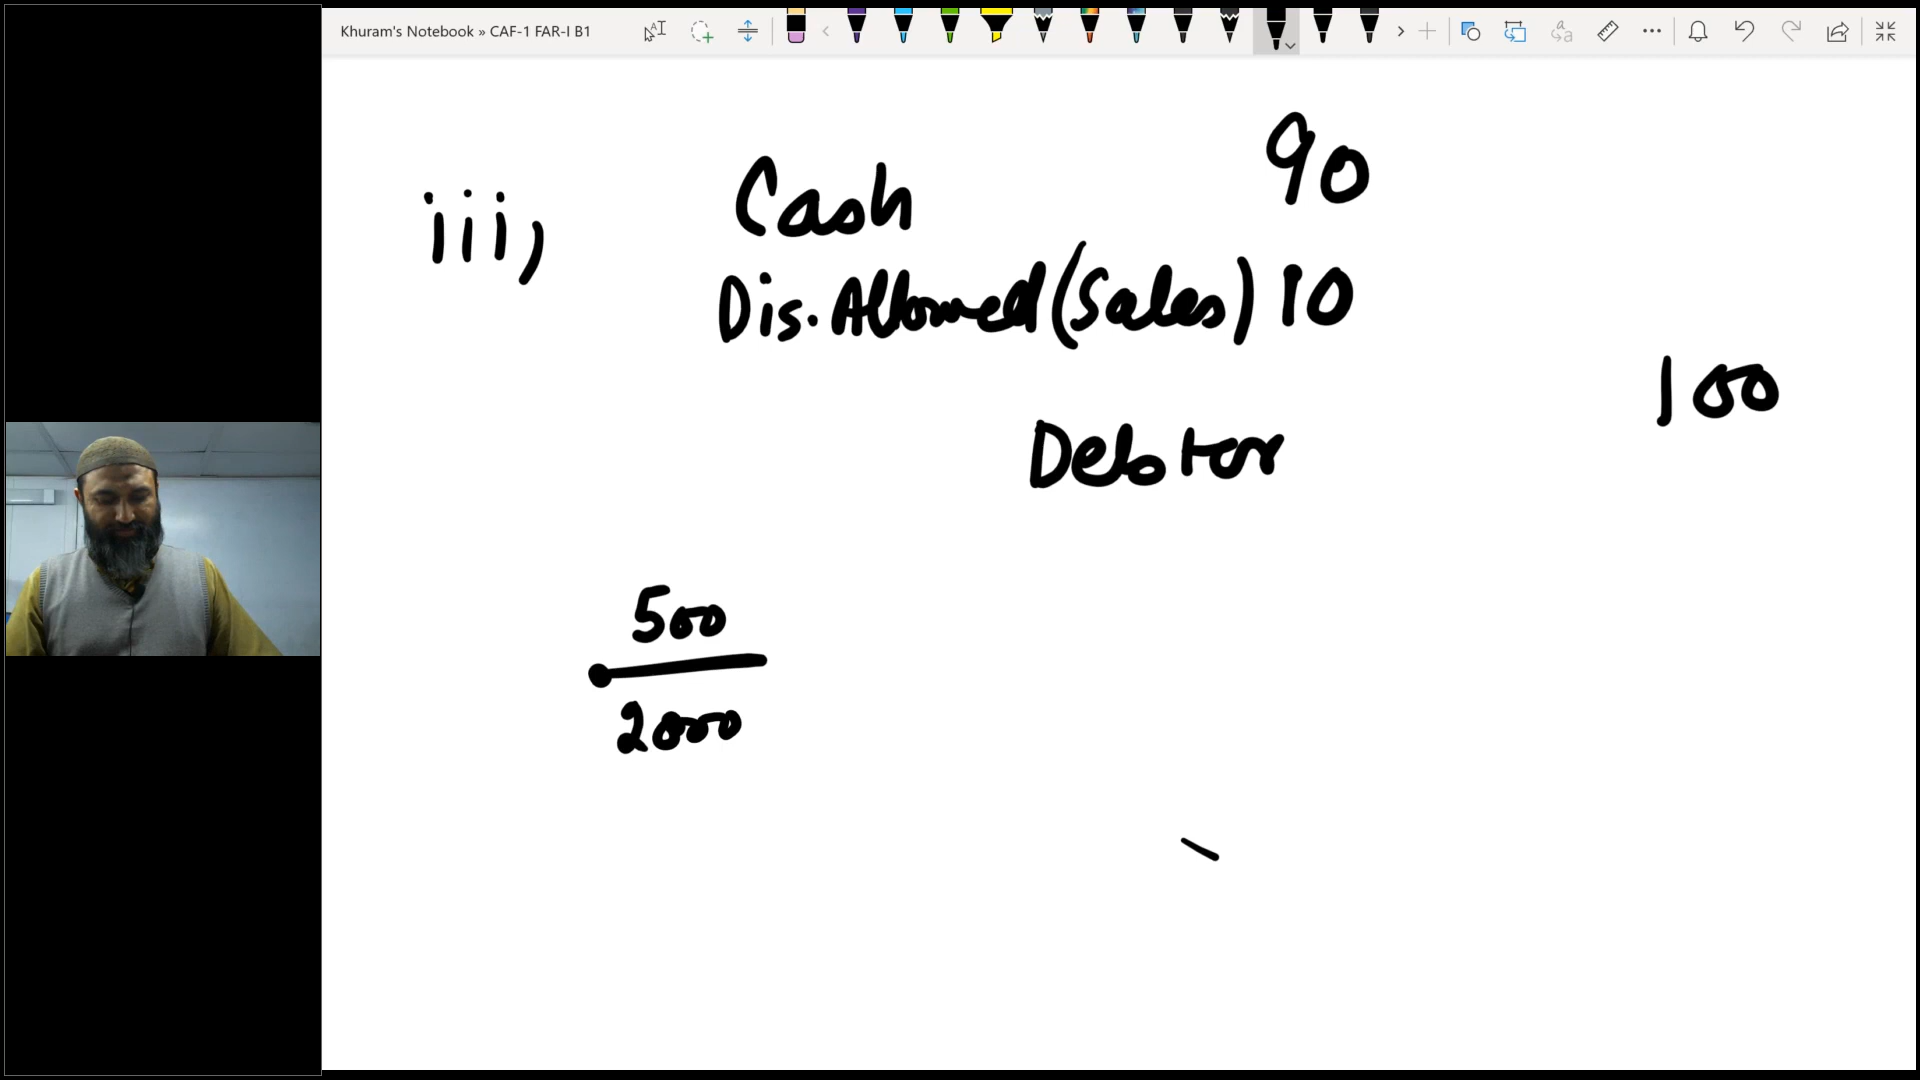 Khuram's Notebook » CAF-1 FAR-I B1
iii, Cash 90
Dis. Allowed (Sales) 10
100
Debtor
500
2000